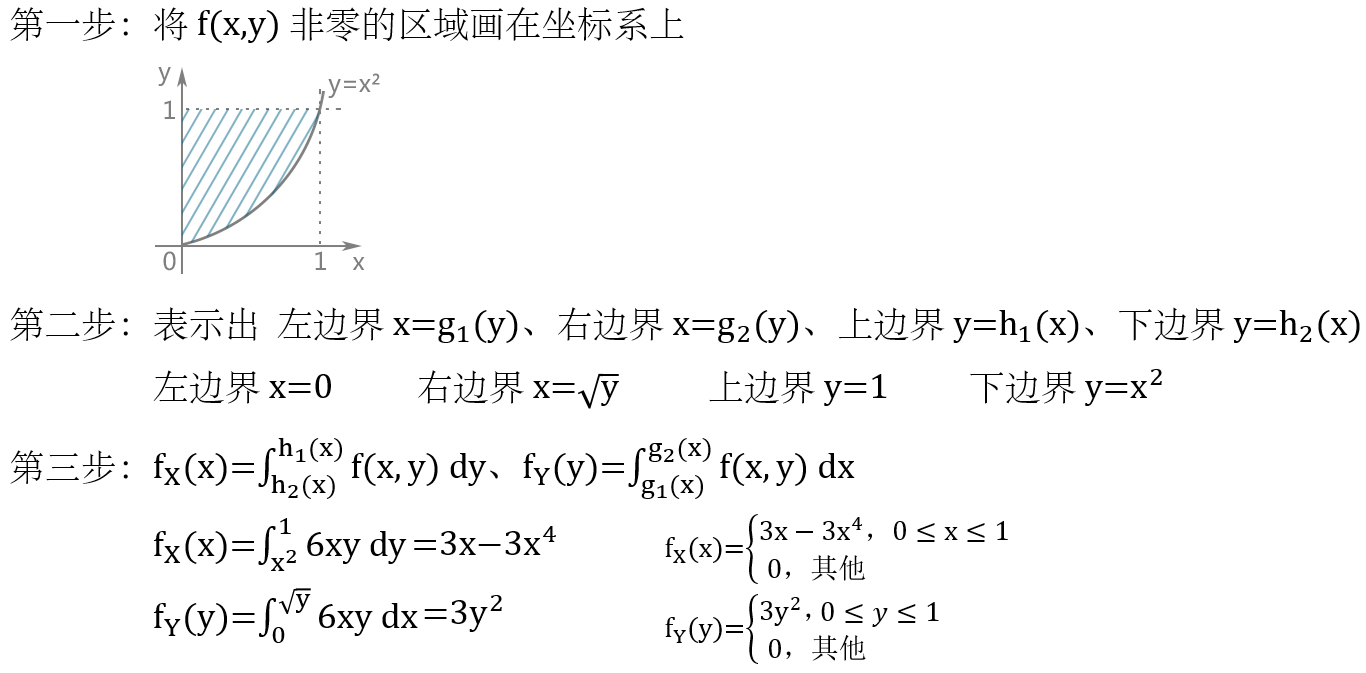 第一步：将 f(x,y) 非零的区域画在坐标系上
y
y=x²
1
0
1
x
第二步：表示出 左边界 x=g₁(y)、右边界 x=g₂(y)、上边界 y=h₁(x)、下边界 y=h₂(x)
左边界 x=0 右边界 x=√y 上边界 y=1 下边界 y=x²
第三步：f_X(x)=∫_{h₂(x)}^{h₁(x)} f(x, y) dy、f_Y(y)=∫_{g₁(x)}^{g₂(x)} f(x, y) dx
f_X(x)=∫_{x²}^{1} 6xy dy=3x−3x⁴ f_X(x)={3x − 3x⁴，0 ≤ x ≤ 1
0，其他
f_Y(y)=∫_{0}^{√y} 6xy dx=3y² f_Y(y)={3y², 0 ≤ y ≤ 1
0，其他